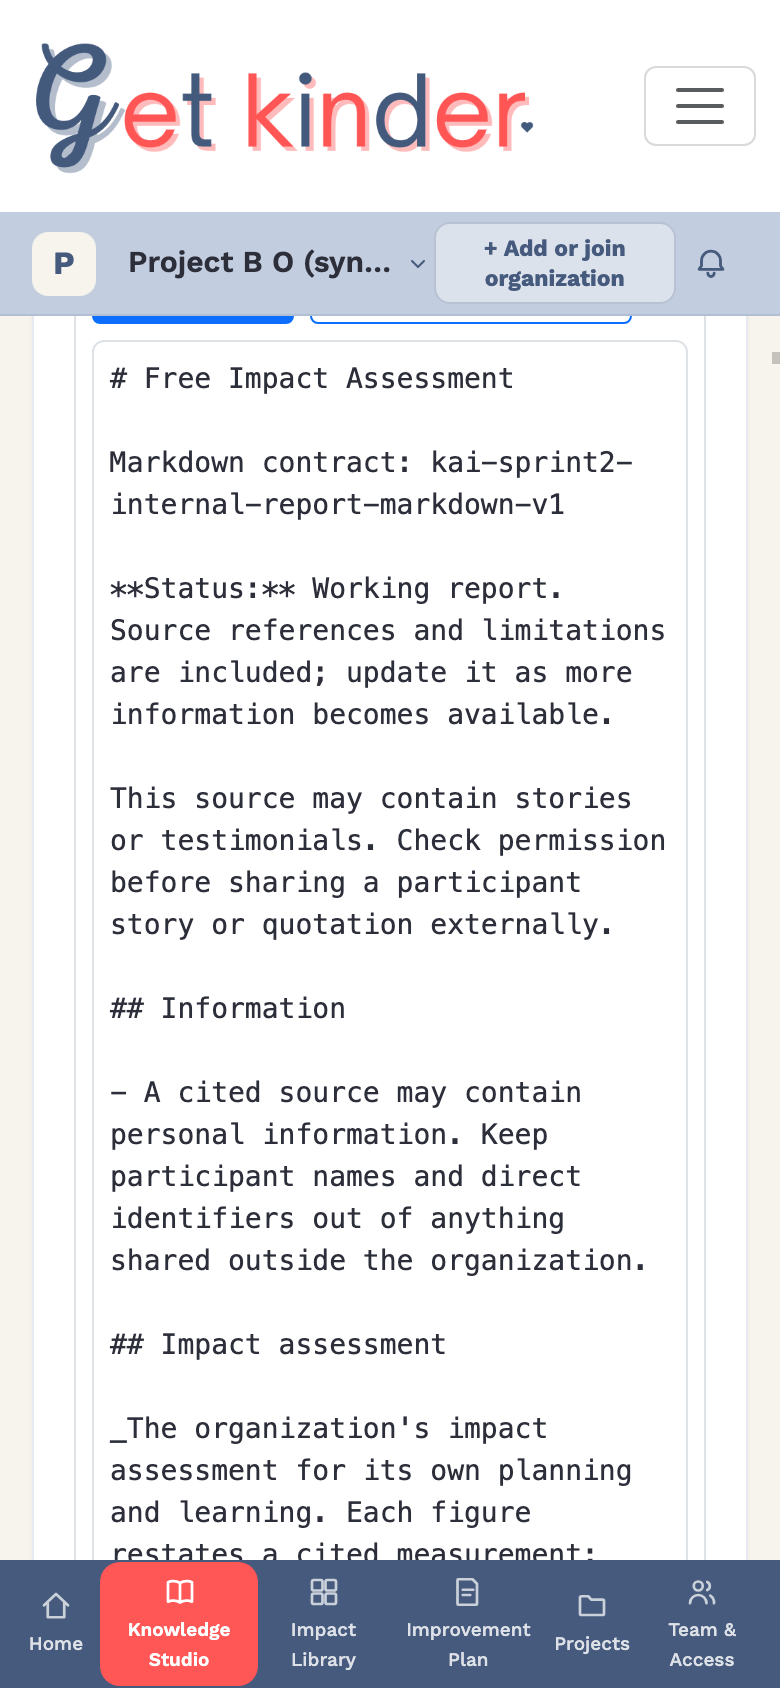 Get kinder
P
Project B O (syn...
+ Add or join
organization
# Free Impact Assessment
Markdown contract: kai-sprint2-
internal-report-markdown-v1
**Status:** Working report.
Source references and limitations
are included; update it as more
information becomes available.
This source may contain stories
or testimonials. Check permission
before sharing a participant
story or quotation externally.
## Information
- A cited source may contain
personal information. Keep
participant names and direct
identifiers out of anything
shared outside the organization.
## Impact assessment
_The organization's impact
assessment for its own planning
and learning. Each figure
restates a cited measurement;
Home
Knowledge
Studio
Impact
Library
Improvement
Plan
Projects
Team &
Access